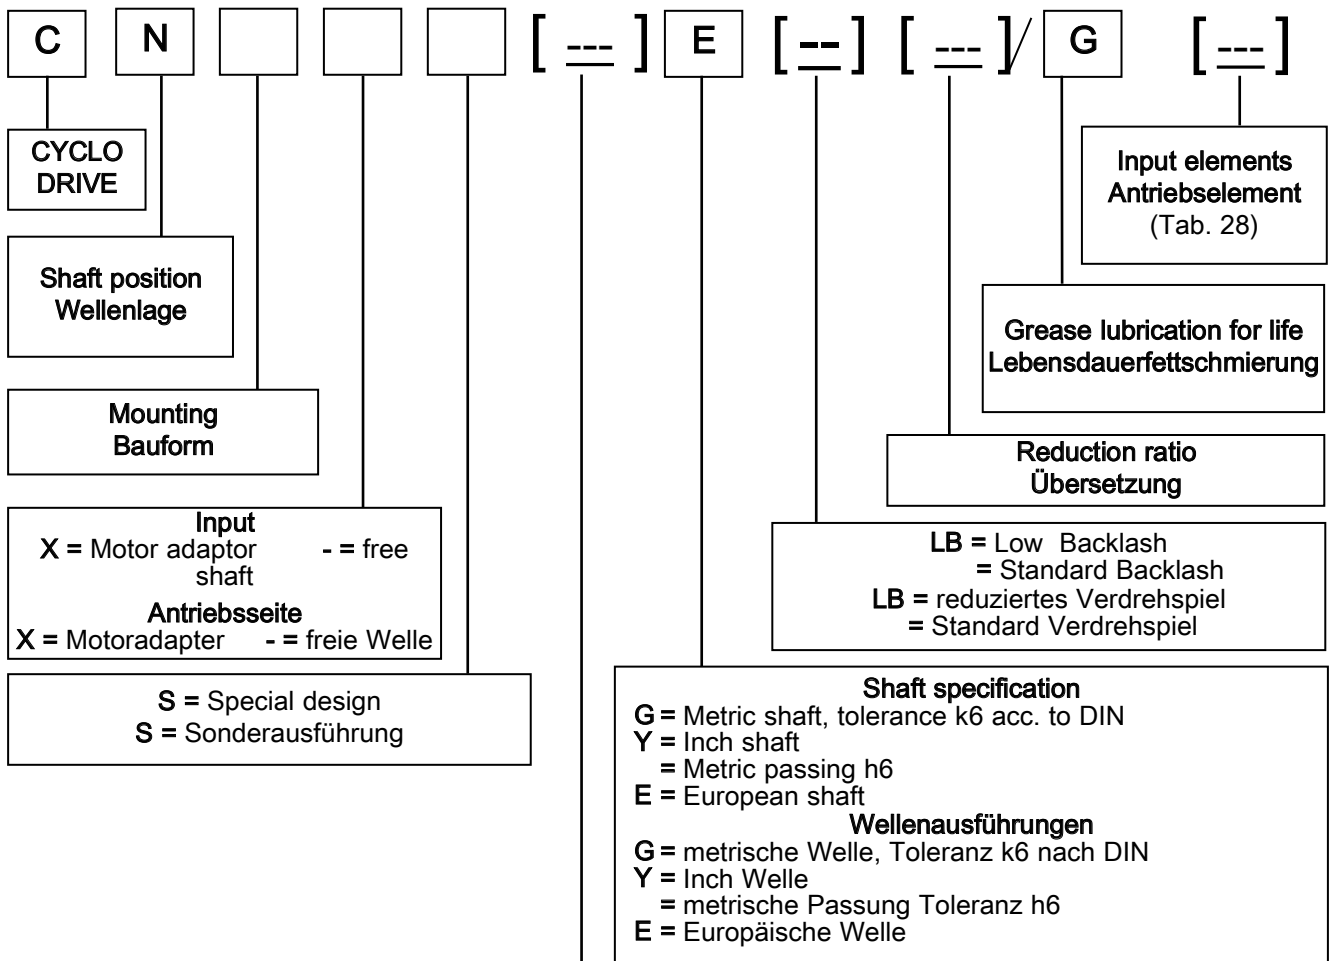 C N [ --- ] E [ -- ] [ --- ] / G [ --- ]
CYCLO
DRIVE
Input elements
Antriebselement
(Tab. 28)
Shaft position
Wellenlage
Grease lubrication for life
Lebensdauerfettschmierung
Mounting
Bauform
Reduction ratio
Übersetzung
Input
X = Motor adaptor - = free
shaft
Antriebsseite
X = Motoradapter - = freie Welle
LB = Low Backlash
= Standard Backlash
LB = reduziertes Verdrehspiel
= Standard Verdrehspiel
S = Special design
S = Sonderausführung
Shaft specification
G = Metric shaft, tolerance k6 acc. to DIN
Y = Inch shaft
= Metric passing h6
E = European shaft
Wellenausführungen
G = metrische Welle, Toleranz k6 nach DIN
Y = Inch Welle
= metrische Passung Toleranz h6
E = Europäische Welle